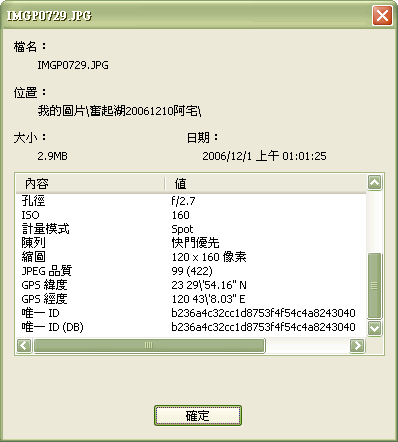 IMGP0729.JPG
檔名：
IMGP0729.JPG
位置：
我的圖片\奮起湖20061210阿宅\
大小： 日期：
2.9MB 2006/12/1 上午 01:01:25
內容 值
孔徑 f/2.7
ISO 160
計量模式 Spot
陳列 快門優先
縮圖 120 x 160 像素
JPEG 品質 99 (422)
GPS 緯度 23 29\'54.16" N
GPS 經度 120 43\'8.03" E
唯一 ID b236a4c32cc1d8753f4f54c4a8243040
唯一 ID (DB) b236a4c32cc1d8753f4f54c4a8243040
確定